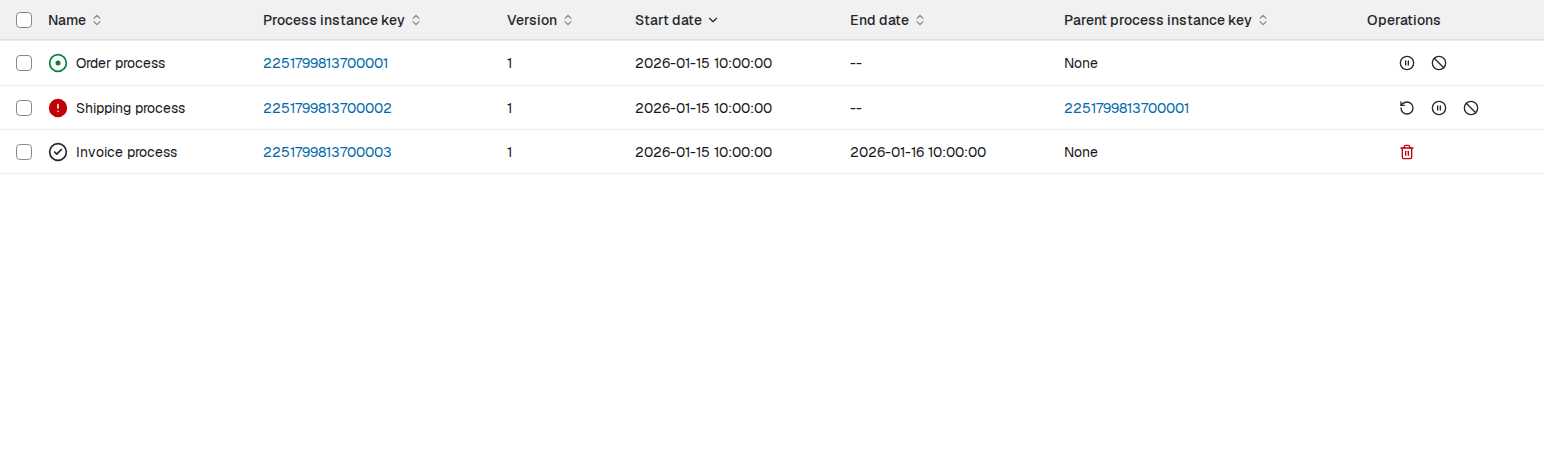 Name Process instance key Version Start date End date Parent process instance key Operations
Order process 2251799813700001 1 2026-01-15 10:00:00 -- None
Shipping process 2251799813700002 1 2026-01-15 10:00:00 -- 2251799813700001
Invoice process 2251799813700003 1 2026-01-15 10:00:00 2026-01-16 10:00:00 None